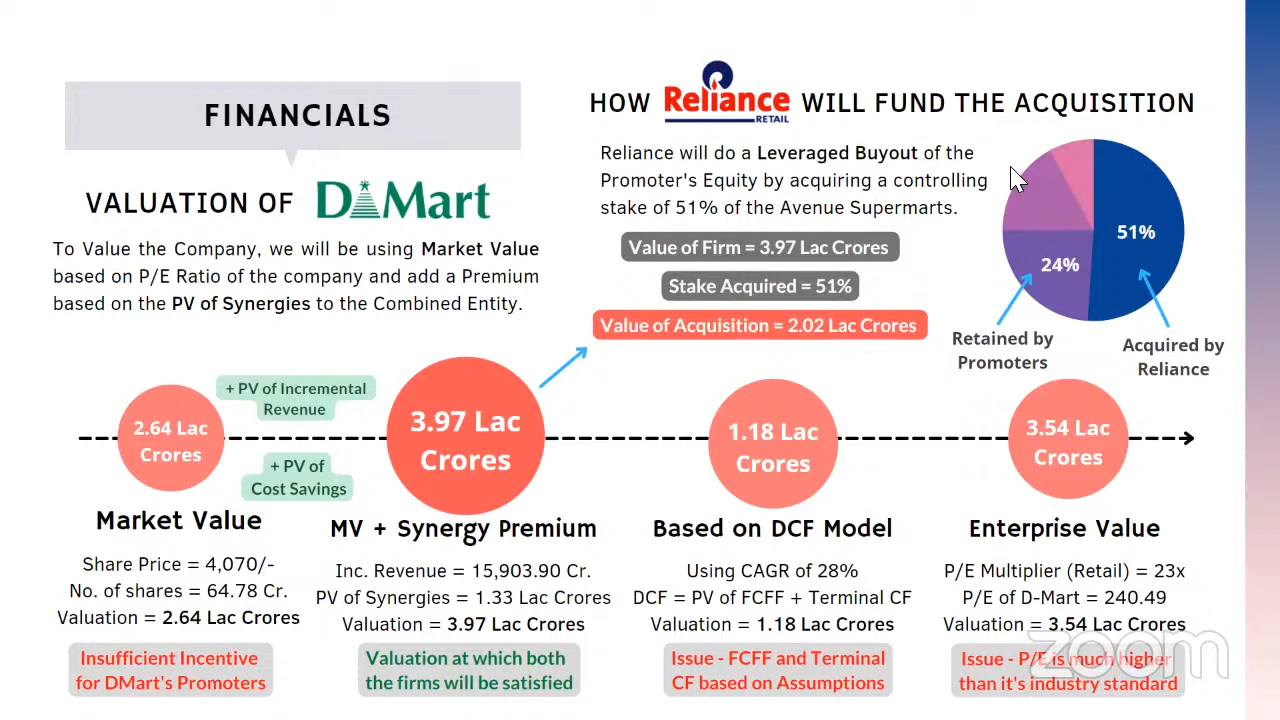 FINANCIALS
VALUATION OF DMart
To Value the Company, we will be using Market Value
based on P/E Ratio of the company and add a Premium
based on the PV of Synergies to the Combined Entity.
HOW Reliance RETAIL WILL FUND THE ACQUISITION
Reliance will do a Leveraged Buyout of the
Promoter's Equity by acquiring a controlling
stake of 51% of the Avenue Supermarts.
Value of Firm = 3.97 Lac Crores
Stake Acquired = 51%
Value of Acquisition = 2.02 Lac Crores
51%
24%
Retained by
Promoters
Acquired by
Reliance
2.64 Lac
Crores
+ PV of Incremental
Revenue
+ PV of
Cost Savings
3.97 Lac
Crores
1.18 Lac
Crores
3.54 Lac
Crores
Market Value
Share Price = 4,070/-
No. of shares = 64.78 Cr.
Valuation = 2.64 Lac Crores
Insufficient Incentive
for DMart's Promoters
MV + Synergy Premium
Inc. Revenue = 15,903.90 Cr.
PV of Synergies = 1.33 Lac Crores
Valuation = 3.97 Lac Crores
Valuation at which both
the firms will be satisfied
Based on DCF Model
Using CAGR of 28%
DCF = PV of FCFF + Terminal CF
Valuation = 1.18 Lac Crores
Issue - FCFF and Terminal
CF based on Assumptions
Enterprise Value
P/E Multiplier (Retail) = 23x
P/E of D-Mart = 240.49
Valuation = 3.54 Lac Crores
Issue - P/E is much higher
than it's industry standard
zoom